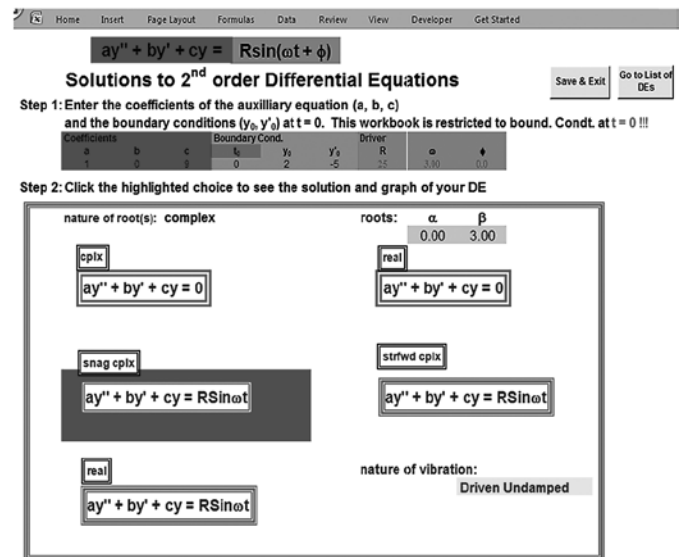 Home Insert Page Layout Formulas Data Review View Developer Get Started
ay'' + by' + cy = Rsin(ωt + ϕ)
Solutions to 2nd order Differential Equations
Save & Exit
Go to List of
DEs
Step 1: Enter the coefficients of the auxilliary equation (a, b, c)
and the boundary conditions (y₀, y'₀) at t = 0. This workbook is restricted to bound. Condt. at t = 0 !!!
Coefficients Boundary Cond. Driver
a b c t₀ y₀ y'₀ R ω ϕ
1 0 9 0 2 -5 25 3.00 0.0
Step 2: Click the highlighted choice to see the solution and graph of your DE
nature of root(s): complex roots: α β
0.00 3.00
cplx
ay'' + by' + cy = 0
real
ay'' + by' + cy = 0
snag cplx
ay'' + by' + cy = RSinωt
strfwd cplx
ay'' + by' + cy = RSinωt
real
ay'' + by' + cy = RSinωt
nature of vibration:
Driven Undamped